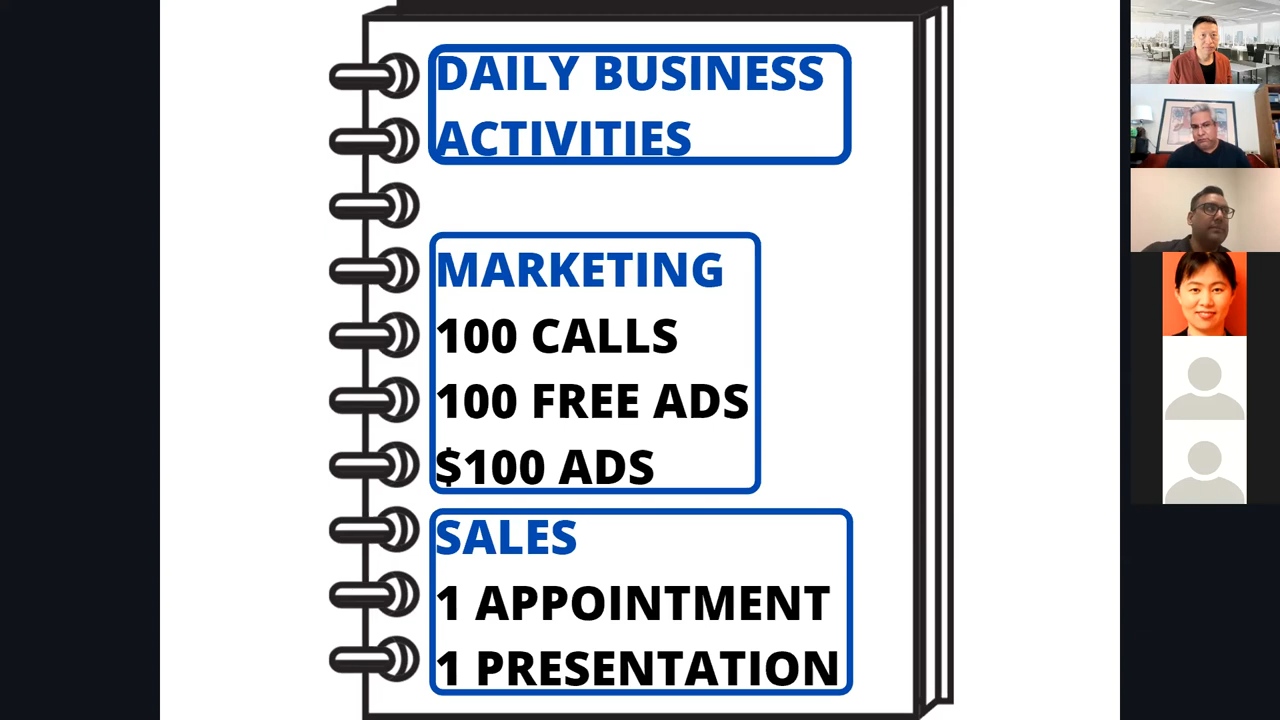 DAILY BUSINESS
ACTIVITIES
MARKETING
100 CALLS
100 FREE ADS
$100 ADS
SALES
1 APPOINTMENT
1 PRESENTATION